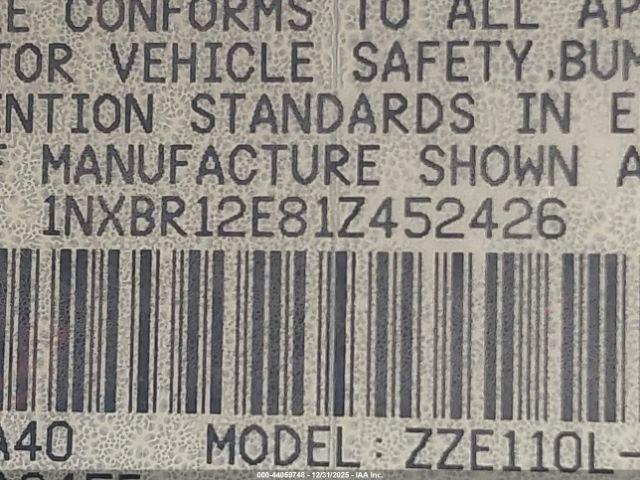 E CONFORMS TO ALL AP
TOR VEHICLE SAFETY,BUM
NTION STANDARDS IN E
F MANUFACTURE SHOWN A
1NXBR12E81Z452426
A40 MODEL: ZZE110L-
000-44059748 - 12/31/2025 - IAA Inc.